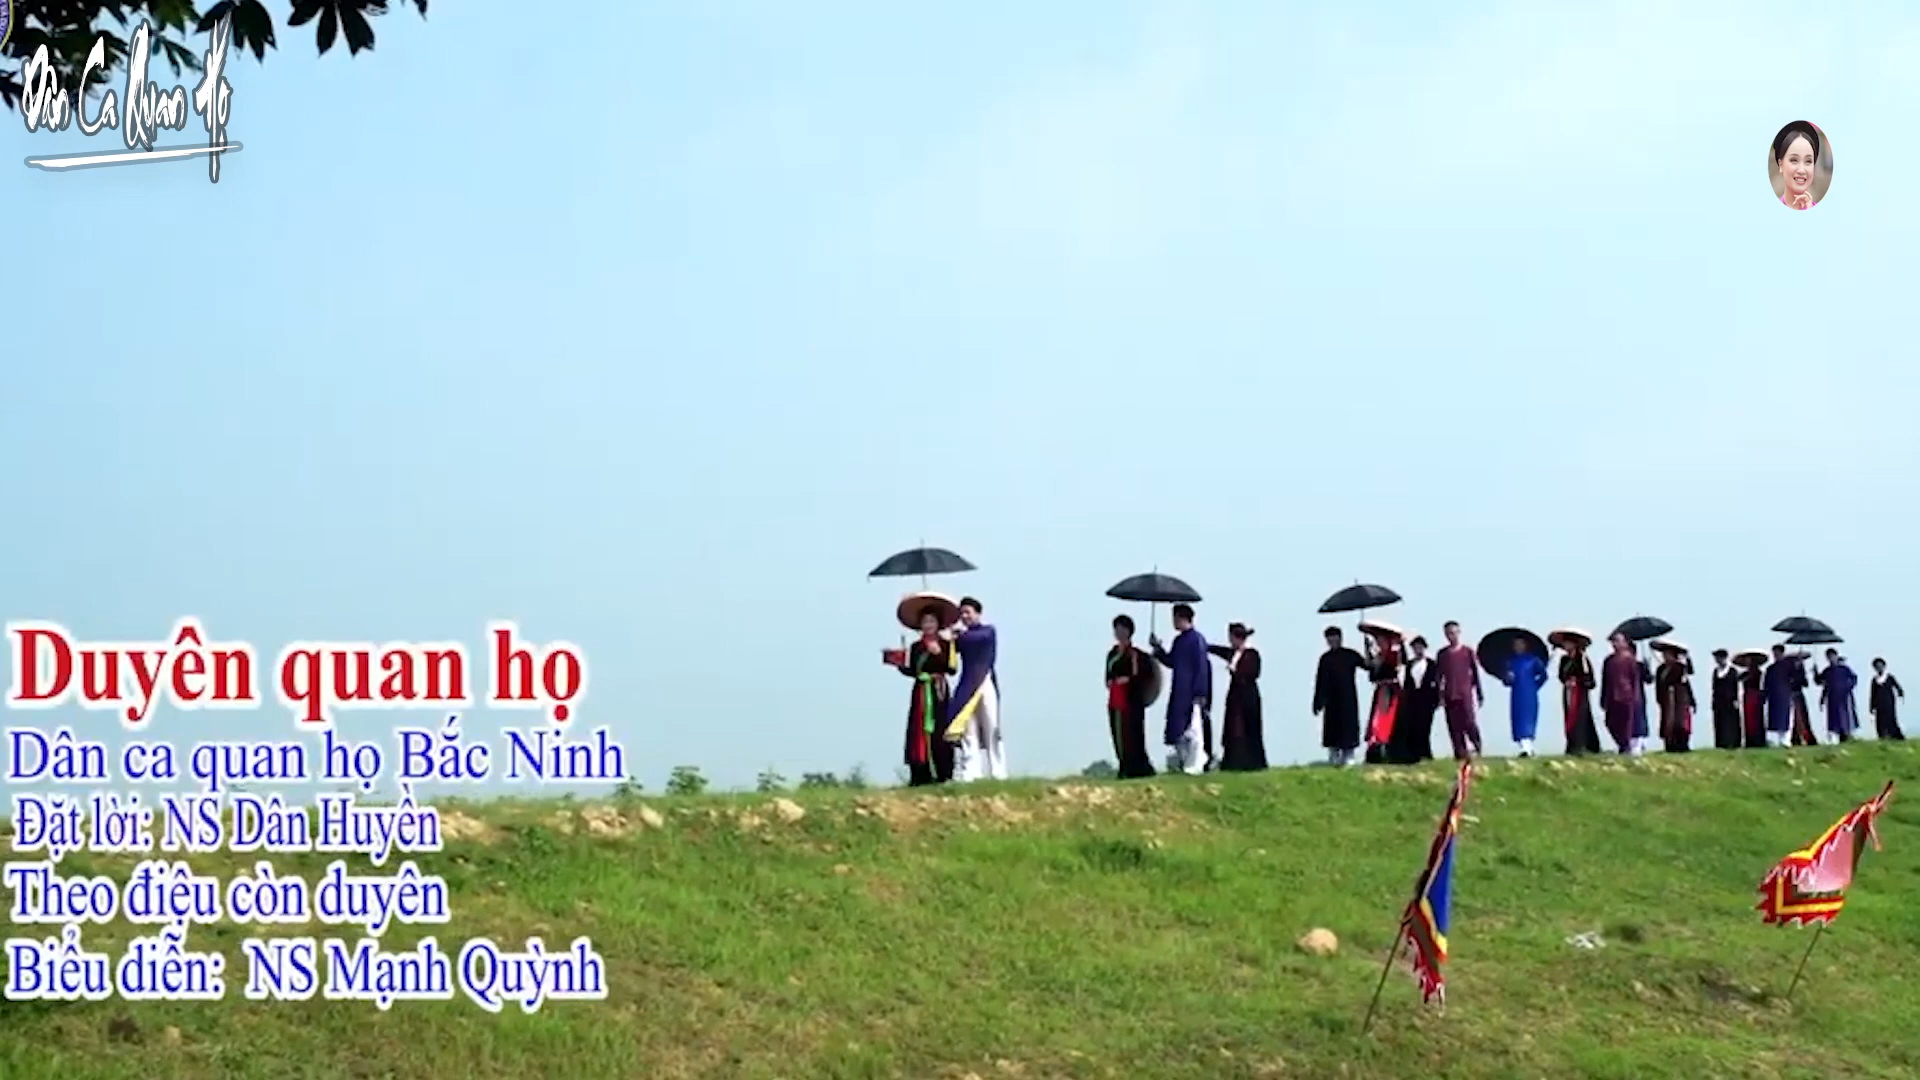 Dân Ca Quan Họ
Duyên quan họ
Dân ca quan họ Bắc Ninh
Đặt lời: NS Dân Huyền
Theo điệu còn duyên
Biểu diễn: NS Mạnh Quỳnh